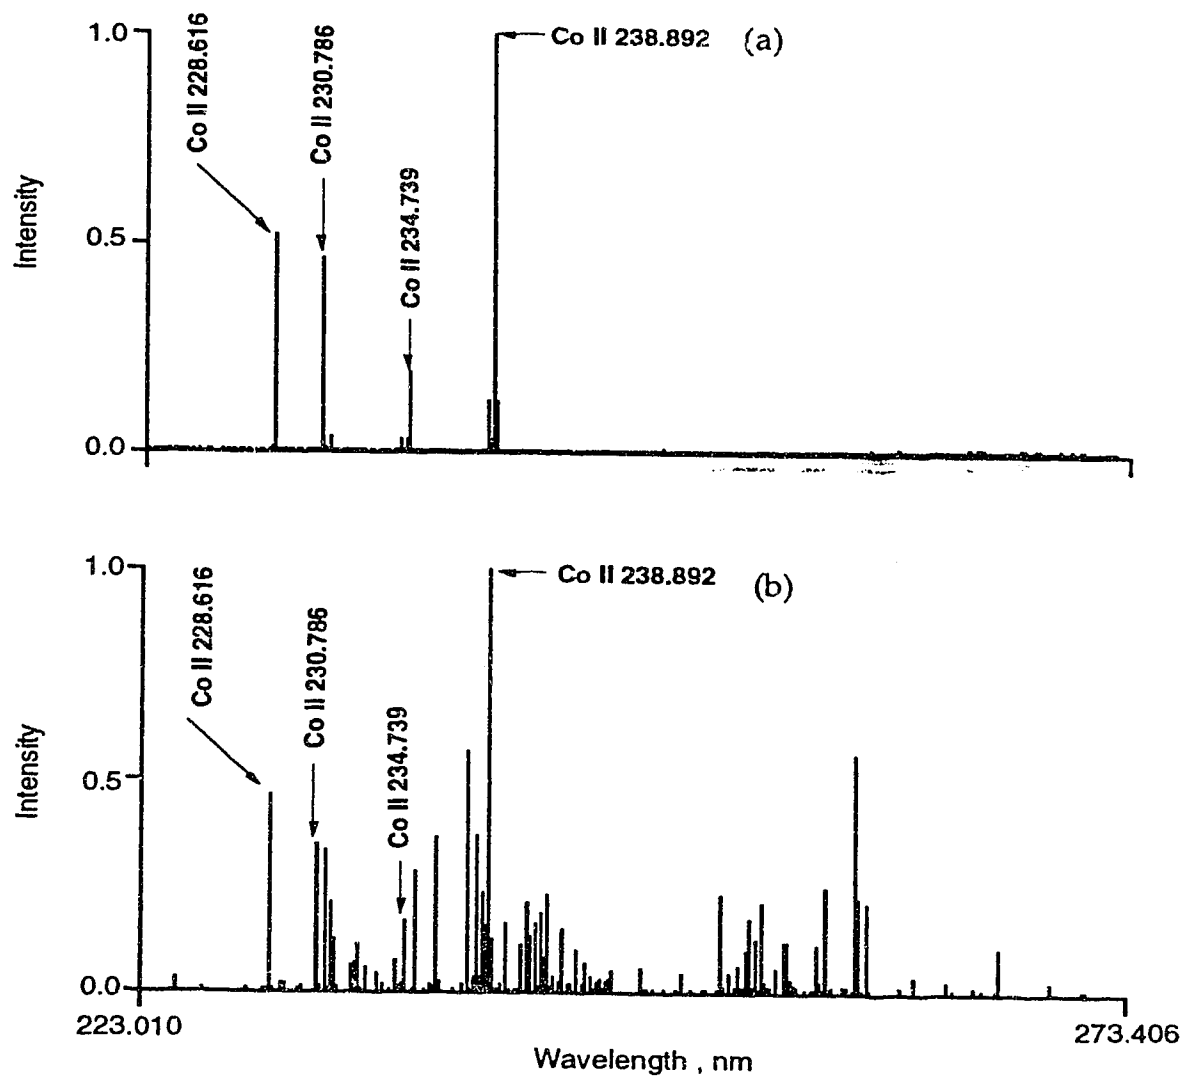 1.0
Co II 228.616
Co II 230.786
Co II 234.739
Co II 238.892
(a)
Intensity
0.5
0.0
1.0
Co II 228.616
Co II 230.786
Co II 234.739
Co II 238.892
(b)
Intensity
0.5
0.0
223.010
273.406
Wavelength , nm